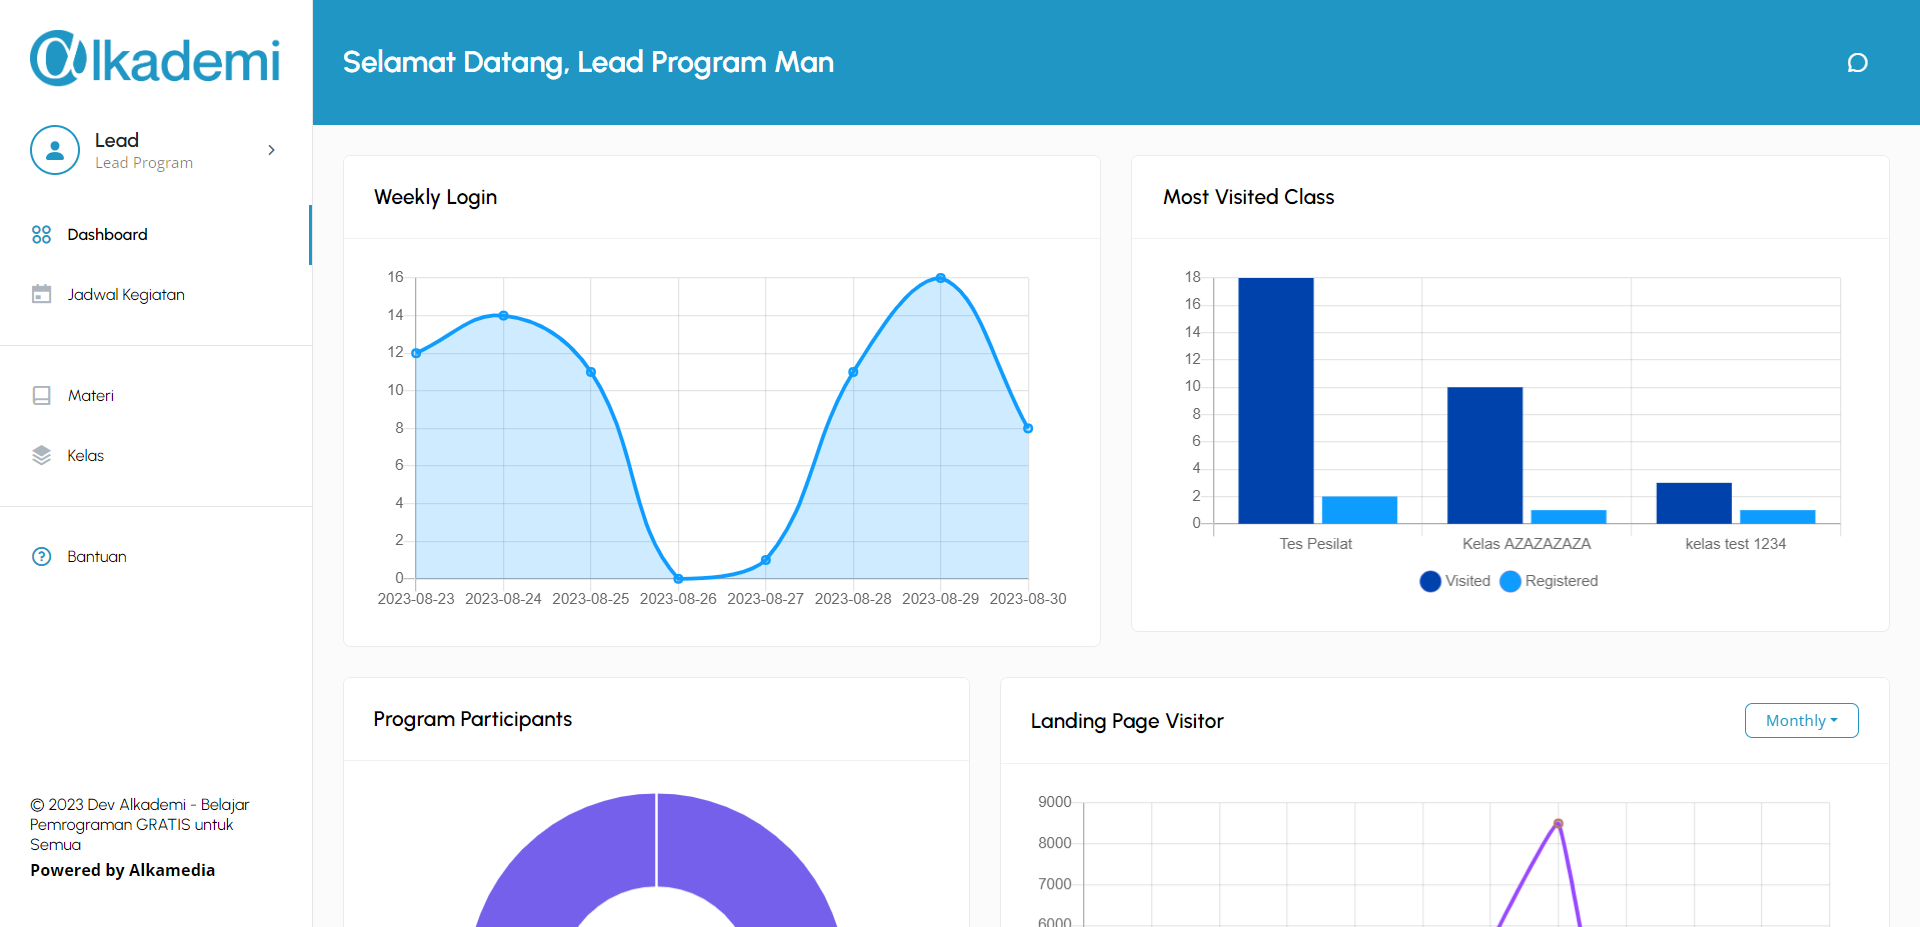 alkademi
Lead
Lead Program
Dashboard
Jadwal Kegiatan
Materi
Kelas
Bantuan
© 2023 Dev Alkademi - Belajar
Pemrograman GRATIS untuk
Semua
Powered by Alkamedia
Selamat Datang, Lead Program Man
Weekly Login
16
14
12
10
8
6
4
2
0
2023-08-23 2023-08-24 2023-08-25 2023-08-26 2023-08-27 2023-08-28 2023-08-29 2023-08-30
Most Visited Class
18
16
14
12
10
8
6
4
2
0
Tes Pesilat Kelas AZAZAZAZA kelas test 1234
Visited Registered
Program Participants
Landing Page Visitor
Monthly
9000
8000
7000
6000